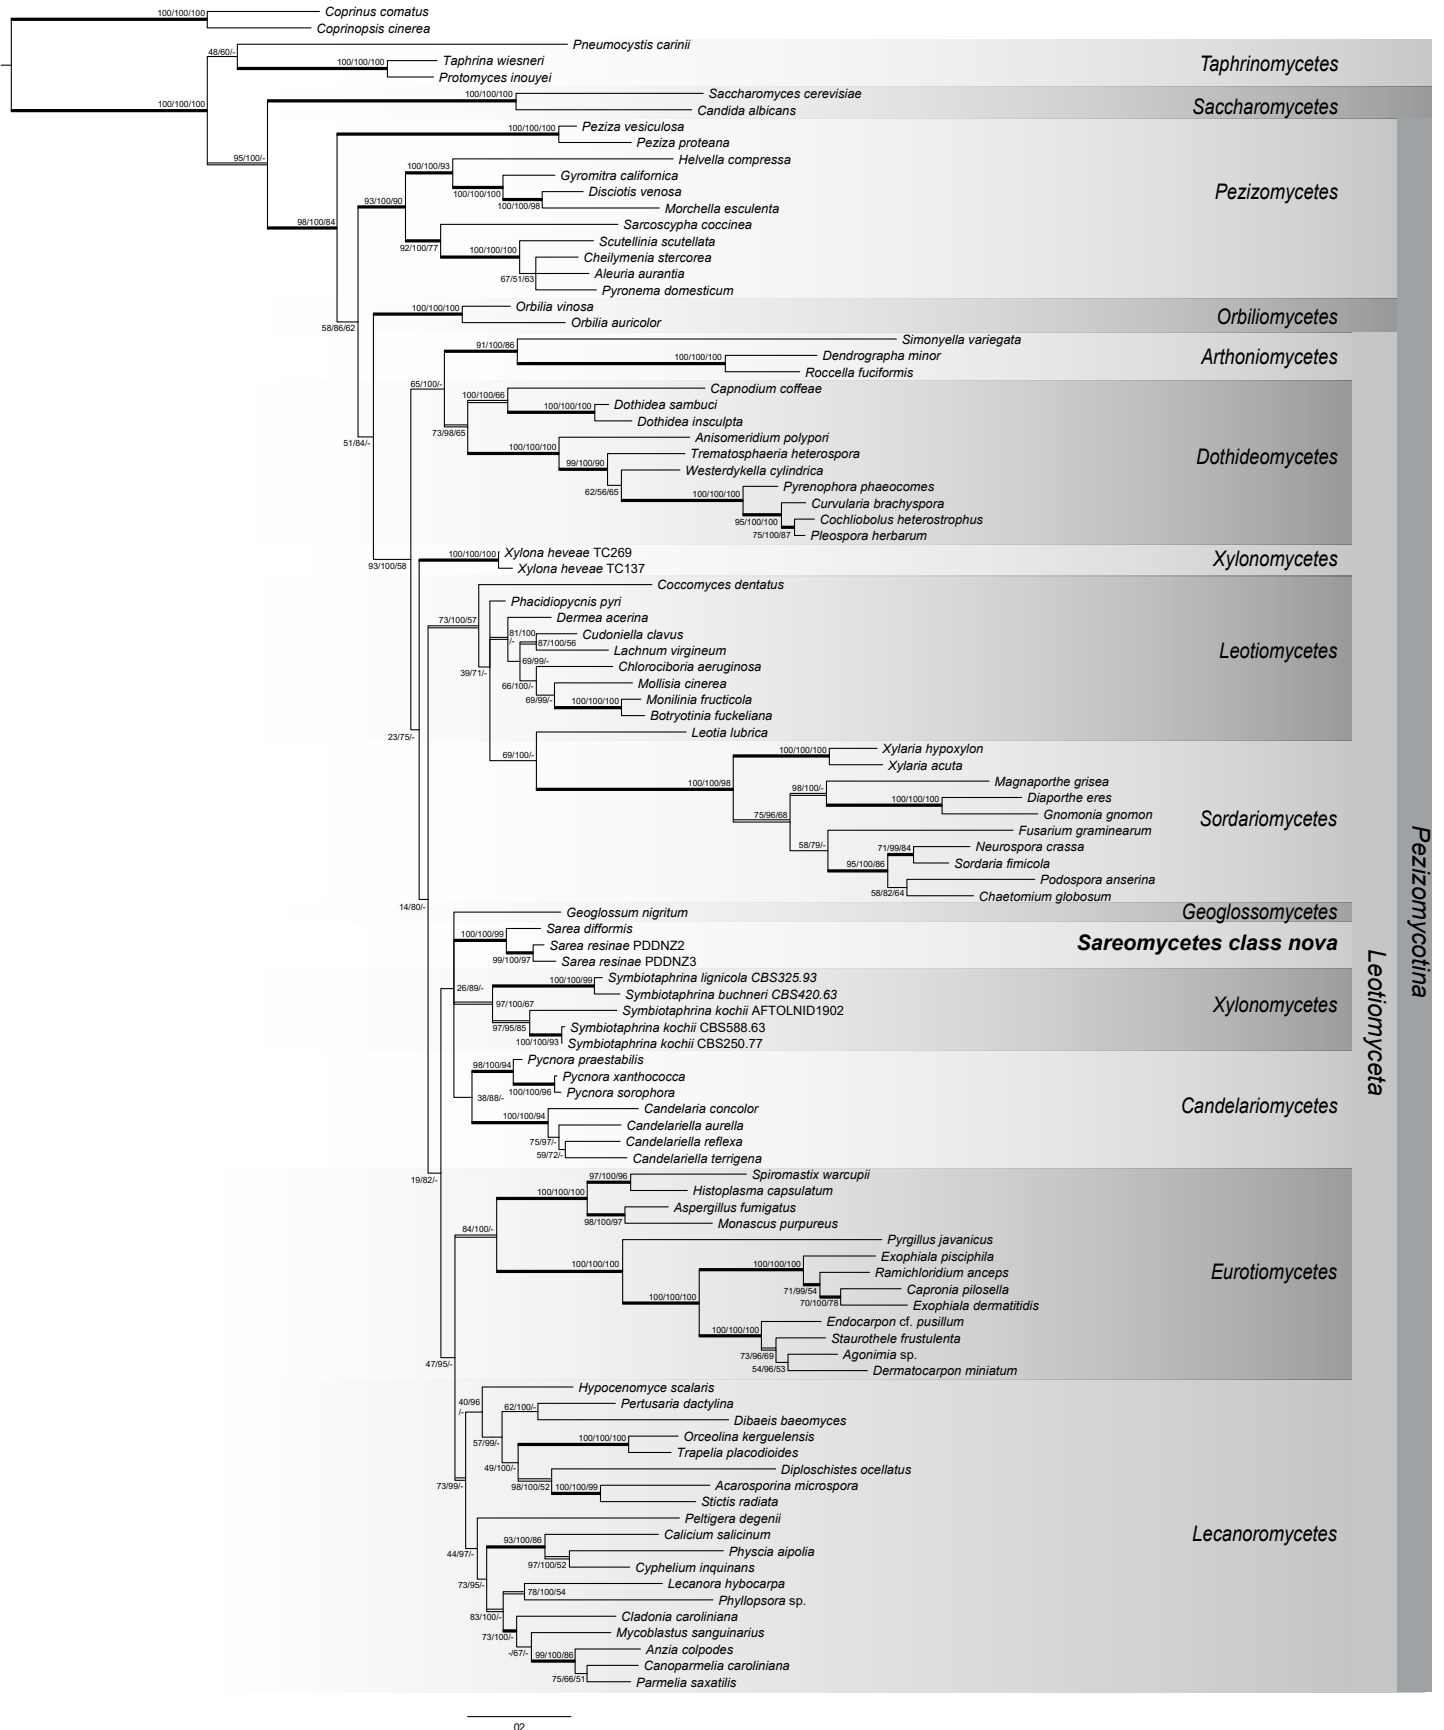 Coprinus comatus
100/100/100
Coprinopsis cinerea
Pneumocystis carinii
48/60/-
Taphrina wiesneri
100/100/100
Taphrinomycetes
Protomyces inouyei
Saccharomyces cerevisiae
100/100/100
100/100/100
Saccharomycetes
Candida albicans
Peziza vesiculosa
100/100/100
Peziza proteana
95/100/-
Helvella compressa
100/100/93
Gyromitra californica
100/100/100
Disciotis venosa
Pezizomycetes
93/100/90
100/100/98
Morchella esculenta
98/100/84
Sarcoscypha coccinea
Scutellinia scutellata
92/100/77
100/100/100
Cheilymenia stercorea
Aleuria aurantia
67/51/63
Pyronema domesticum
Orbilia vinosa
100/100/100
Orbiliomycetes
Orbilia auricolor
58/86/62
Simonyella variegata
91/100/86
Dendrographa minor
100/100/100
Arthoniomycetes
Roccella fuciformis
65/100/-
Capnodium coffeae
100/100/66
Dothidea sambuci
100/100/100
Dothidea insculpta
73/98/65
Anisomeridium polypori
51/84/-
100/100/100
Trematosphaeria heterospora
Dothideomycetes
99/100/90
Westerdykella cylindrica
Pyrenophora phaeocomes
62/56/65
100/100/100
Curvularia brachyspora
Cochliobolus heterostrophus
95/100/100
Pleospora herbarum
75/100/87
Xylona heveae TC269
100/100/100
Xylonomycetes
93/100/58
Xylona heveae TC137
Coccomyces dentatus
Phacidiopycnis pyri
Dermea acerina
73/100/57
81/100
/-
Cudoniella clavus
87/100/56
Lachnum virgineum
Leotiomycetes
69/99/-
Chlorociboria aeruginosa
39/71/-
Mollisia cinerea
66/100/-
Monilinia fructicola
69/99/-
100/100/100
Botryotinia fuckeliana
Leotia lubrica
23/75/-
Xylaria hypoxylon
100/100/100
69/100/-
Xylaria acuta
Magnaporthe grisea
100/100/98
98/100/-
Diaporthe eres
100/100/100
Gnomonia gnomon
75/96/68
Sordariomycetes
Fusarium graminearum
58/79/-
Neurospora crassa
71/99/84
Sordaria fimicola
95/100/86
Podospora anserina
58/82/64
Chaetomium globosum
14/80/-
Geoglossum nigritum
Geoglossomycetes
Sarea difformis
100/100/99
Sarea resinae PDDNZ2
Sareomycetes class nova
99/100/97
Sarea resinae PDDNZ3
Symbiotaphrina lignicola CBS325.93
100/100/99
26/89/-
Symbiotaphrina buchneri CBS420.63
97/100/67
Symbiotaphrina kochii AFTOLNID1902
Xylonomycetes
97/95/85
Symbiotaphrina kochii CBS588.63
100/100/93
Symbiotaphrina kochii CBS250.77
Pycnora praestabilis
98/100/94
Pycnora xanthococca
100/100/96
Pycnora sorophora
38/88/-
Candelaria concolor
Candelariomycetes
100/100/94
Candelariella aurella
75/97/-
Candelariella reflexa
59/72/-
Candelariella terrigena
Spiromastix warcupii
19/82/-
97/100/96
Histoplasma capsulatum
100/100/100
Aspergillus fumigatus
98/100/97
Monascus purpureus
84/100/-
Pyrgillus javanicus
Exophiala pisciphila
100/100/100
100/100/100
Ramichloridium anceps
Eurotiomycetes
71/99/54
Capronia pilosella
100/100/100
70/100/78
Exophiala dermatitidis
Endocarpon cf. pusillum
100/100/100
Staurothele frustulenta
73/96/69
Agonimia sp.
47/95/-
54/96/53
Dermatocarpon miniatum
Hypocenomyce scalaris
40/96
/-
62/100/-
Pertusaria dactylina
Dibaeis baeomyces
57/99/-
Orceolina kerguelensis
100/100/100
Trapelia placodioides
49/100/-
Diploschistes ocellatus
73/99/-
98/100/52
100/100/99
Acarosporina microspora
Stictis radiata
Peltigera degenii
Lecanoromycetes
Calicium salicinum
93/100/86
44/97/-
Physcia aipolia
97/100/52
Cyphelium inquinans
73/95/-
Lecanora hybocarpa
78/100/54
Phyllopsora sp.
83/100/-
Cladonia caroliniana
73/100/-
Mycoblastus sanguinarius
-/67/-
Anzia colpodes
99/100/86
Canoparmelia caroliniana
75/66/51
Parmelia saxatilis
Leotiomyceta
Pezizomycotina
02